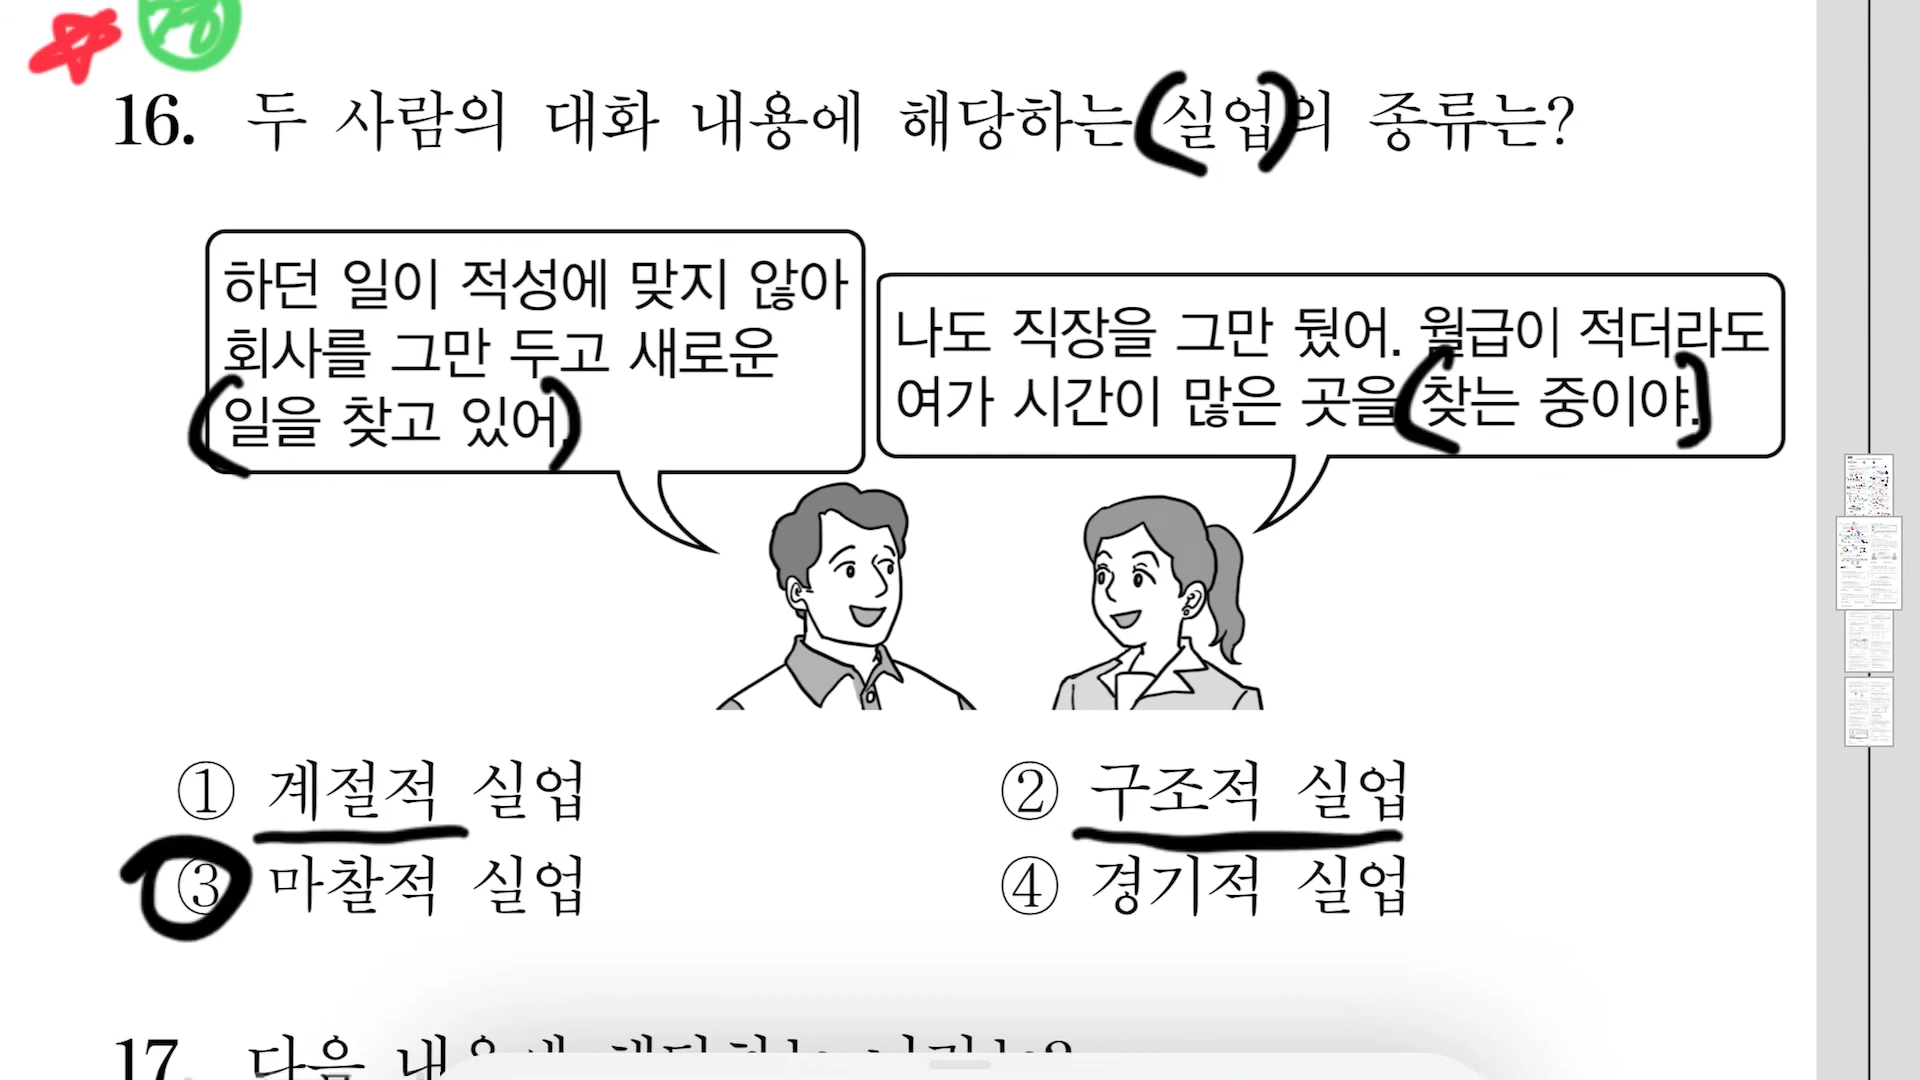 16. 두 사람의 대화 내용에 해당하는 실업의 종류는?
하던 일이 적성에 맞지 않아
회사를 그만 두고 새로운
일을 찾고 있어.
나도 직장을 그만 뒀어. 월급이 적더라도
여가 시간이 많은 곳을 찾는 중이야.
① 계절적 실업
② 구조적 실업
③ 마찰적 실업
④ 경기적 실업
17. 다음